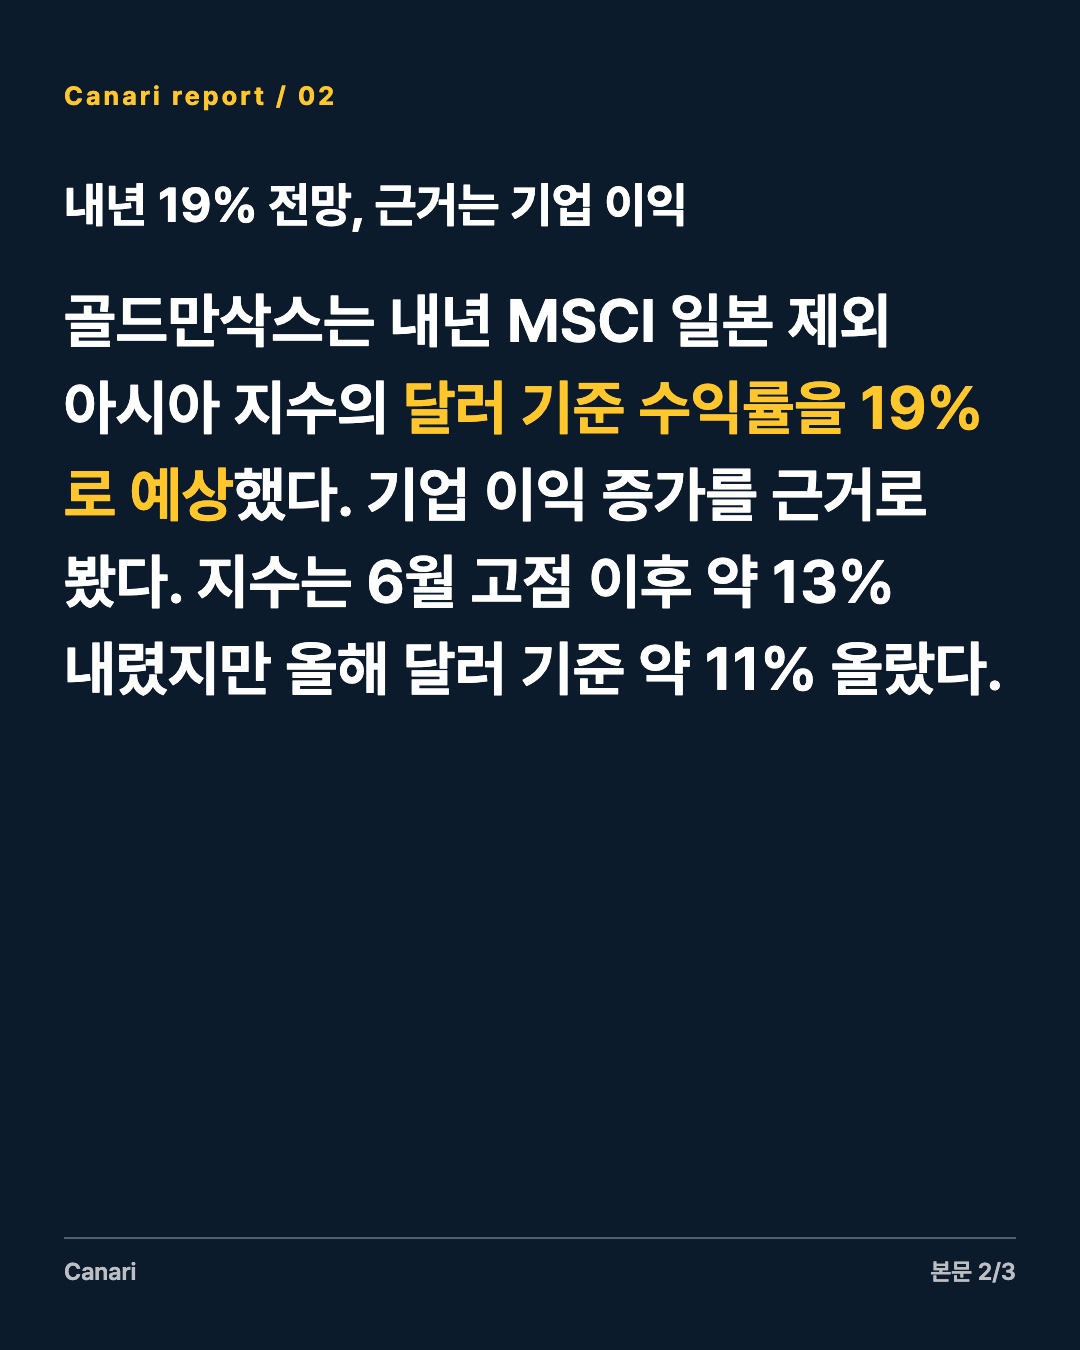 Canari report / 02
내년 19% 전망, 근거는 기업 이익
골드만삭스는 내년 MSCI 일본 제외
아시아 지수의 달러 기준 수익률을 19%
로 예상했다. 기업 이익 증가를 근거로
봤다. 지수는 6월 고점 이후 약 13%
내렸지만 올해 달러 기준 약 11% 올랐다.
Canari
본문 2/3